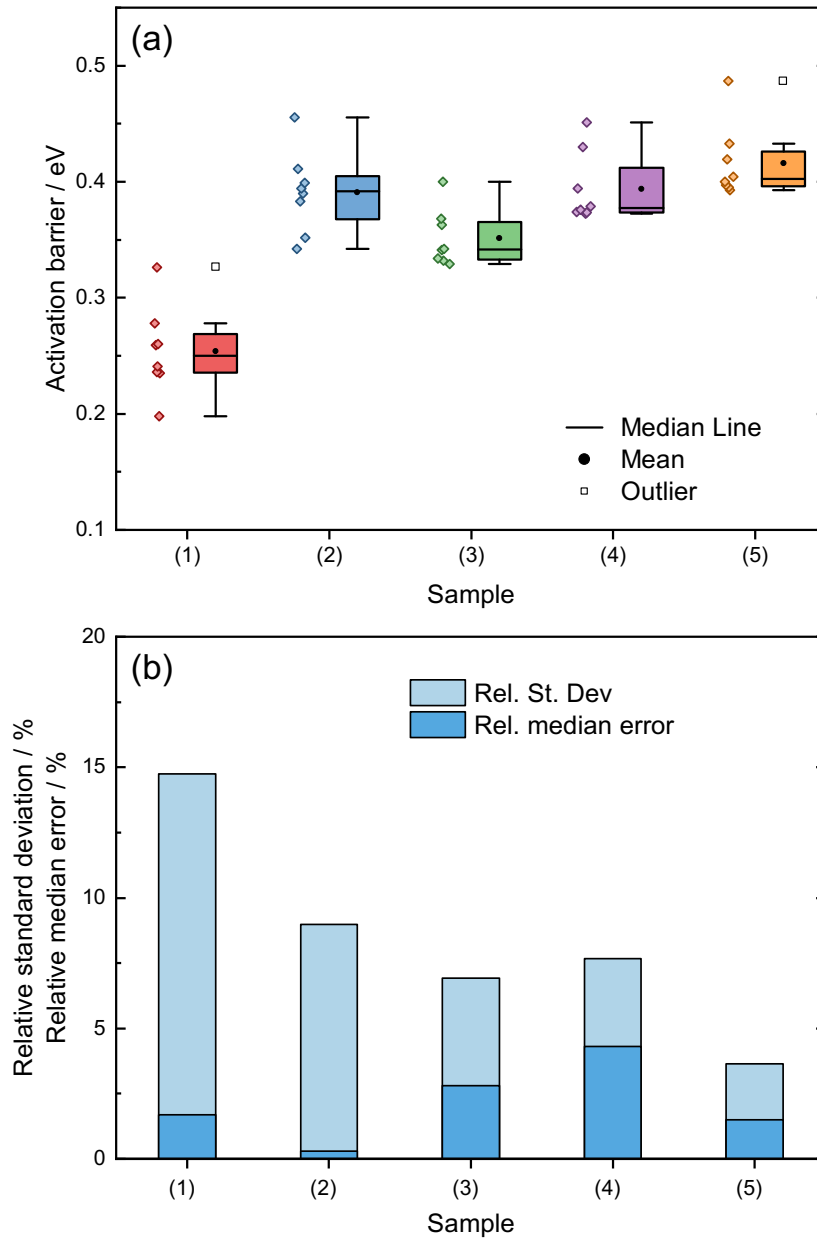 (a)
Activation barrier / eV
0.5
0.4
0.3
0.2
0.1
Median Line
Mean
Outlier
(1) (2) (3) (4) (5)
Sample
(b)
Relative standard deviation / %
Relative median error / %
20
15
10
5
0
Rel. St. Dev
Rel. median error
(1) (2) (3) (4) (5)
Sample